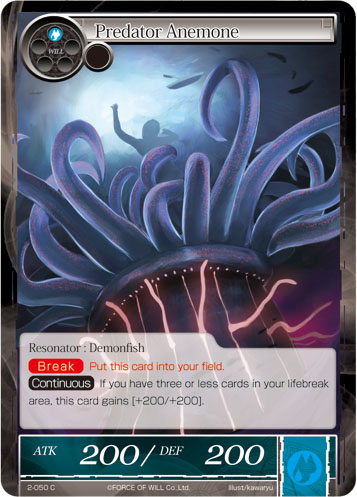 Predator Anemone
WILL
Resonator : Demonfish
Break Put this card into your field.
Continuous If you have three or less cards in your lifebreak
area, this card gains [+200/+200].
ATK 200 / DEF 200
2-050 C ©FORCE OF WILL Co.,Ltd. Illust/kawaryu